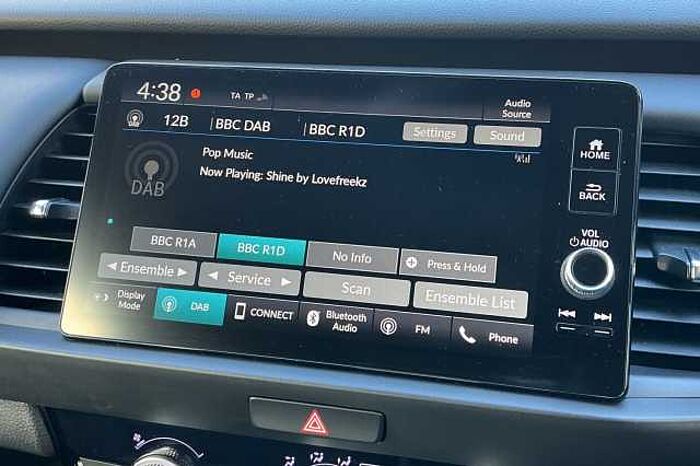 4:38 TA TP Audio Source
DAB 12B BBC DAB BBC R1D Settings Sound
Pop Music
DAB
Now Playing: Shine by Lovefreekz
HOME
BACK
VOL
AUDIO
BBC R1A BBC R1D No Info Press & Hold
Ensemble Service Scan Ensemble List
Display Mode DAB CONNECT Bluetooth Audio FM Phone